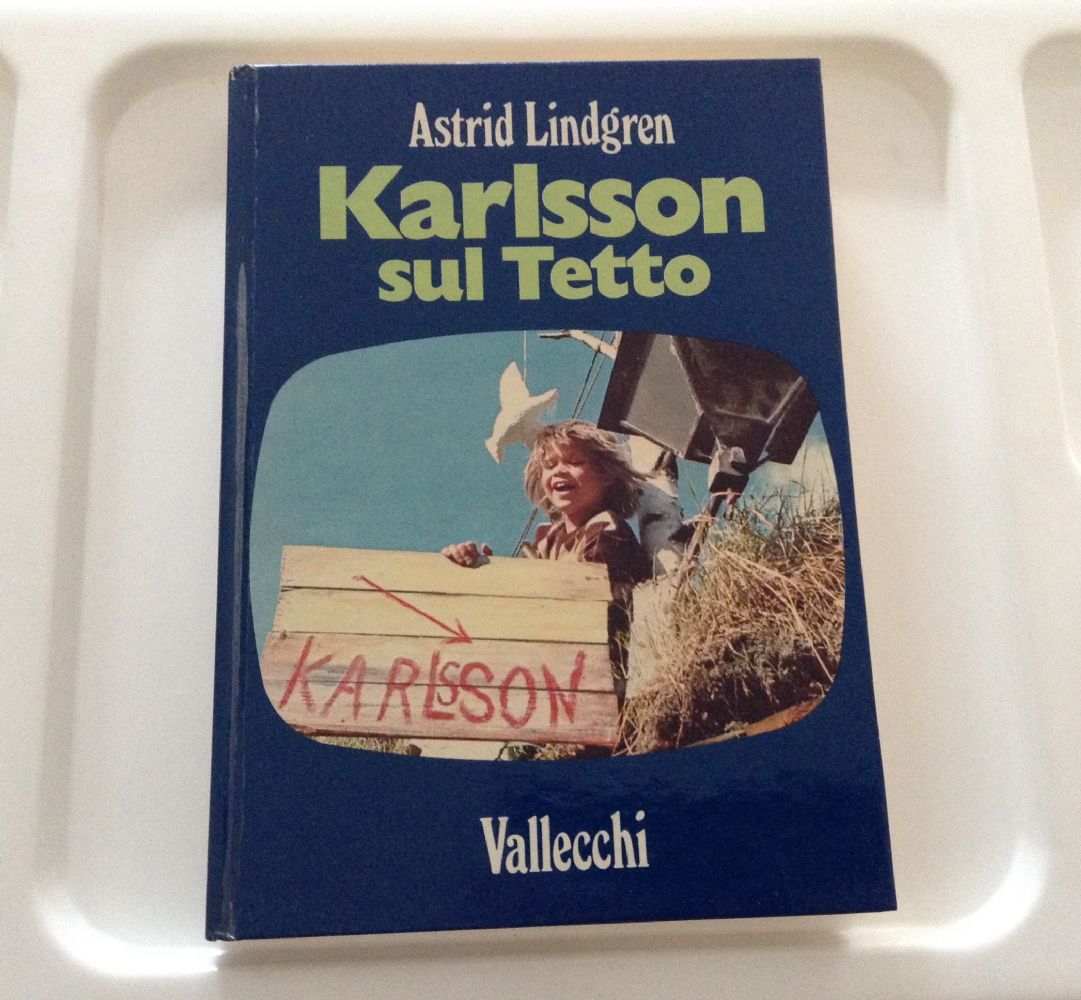 Astrid Lindgren
Karlsson
sul Tetto
KARLSSON
Vallecchi